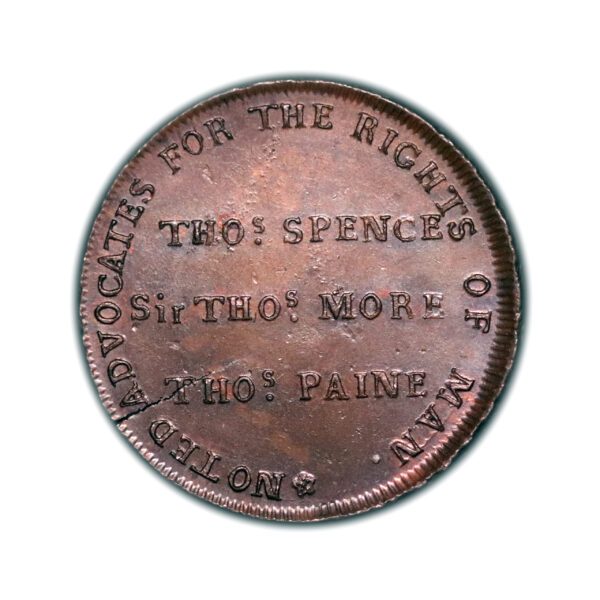 NOTED ADVOCATES FOR THE RIGHTS OF MAN
THOS. SPENCE
Sir THOS. MORE
THOS. PAINE